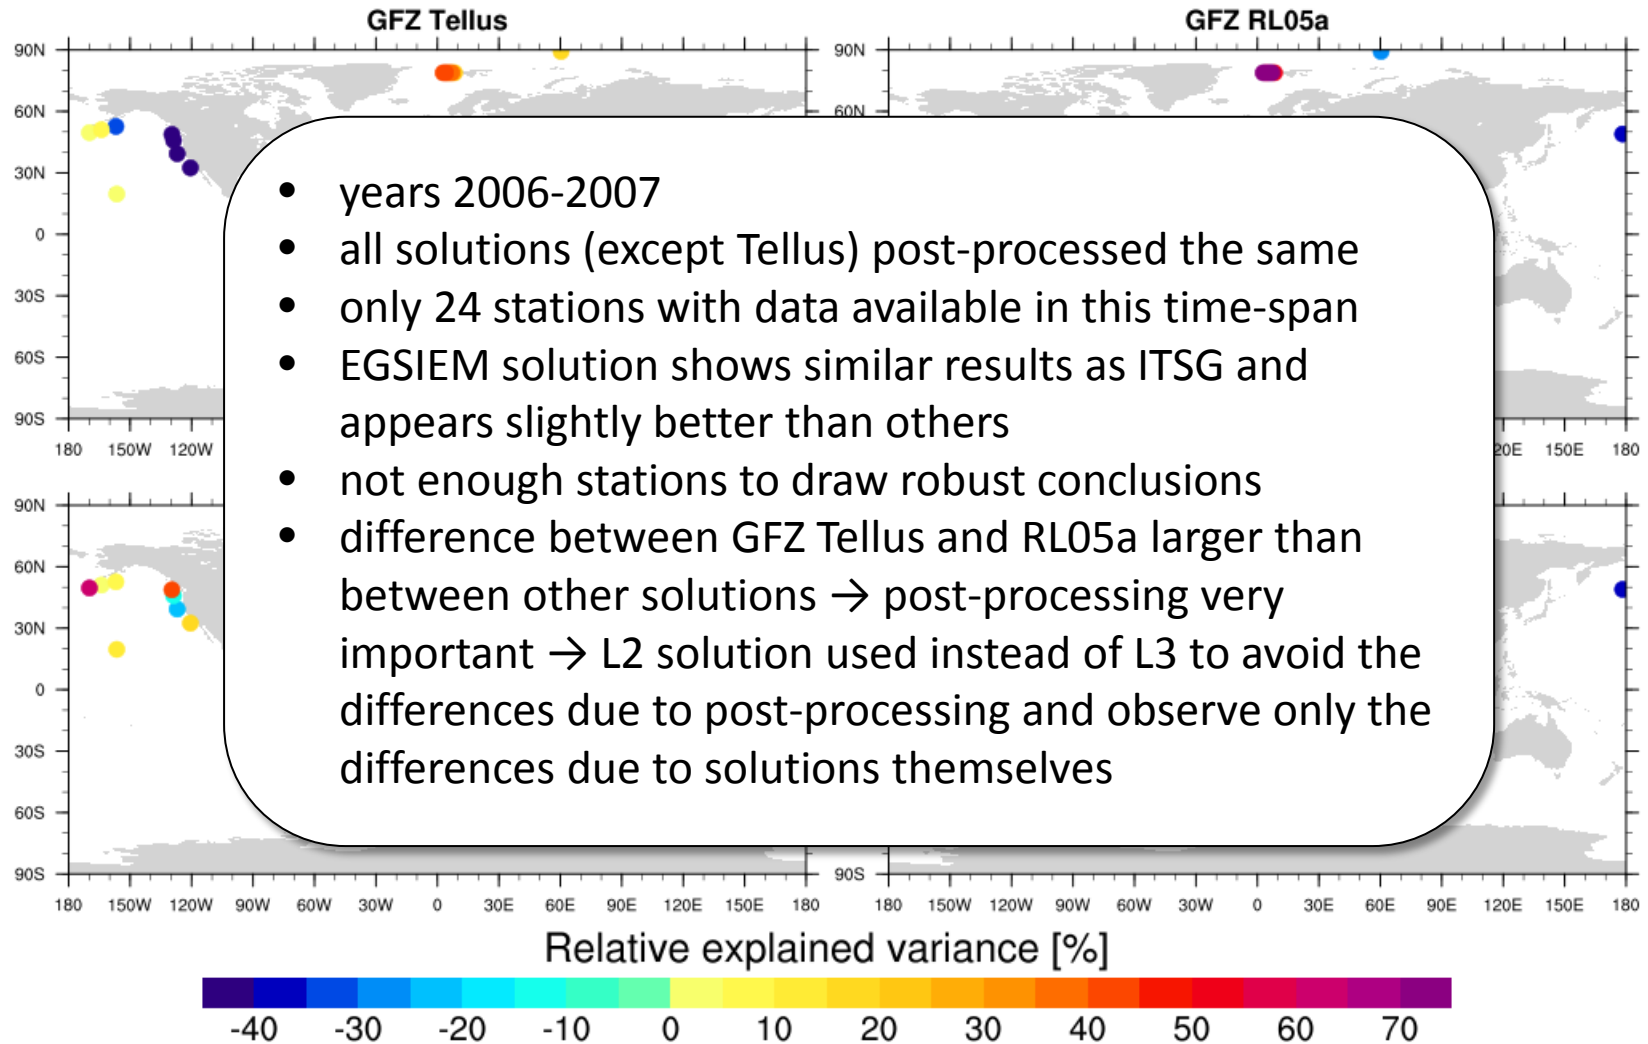 GFZ Tellus
GFZ RL05a
90N
60N
30N
0
30S
60S
90S
180 150W 120W
90N
60N
20E 150E 180
• years 2006-2007
• all solutions (except Tellus) post-processed the same
• only 24 stations with data available in this time-span
• EGSIEM solution shows similar results as ITSG and
appears slightly better than others
• not enough stations to draw robust conclusions
• difference between GFZ Tellus and RL05a larger than
between other solutions → post-processing very
important → L2 solution used instead of L3 to avoid the
differences due to post-processing and observe only the
differences due to solutions themselves
90N
60N
30N
0
30S
60S
90S
180 150W 120W 90W 60W 30W 0 30E 60E 90E 120E 150E 180
90S
180 150W 120W 90W 60W 30W 0 30E 60E 90E 120E 150E 180
Relative explained variance [%]
-40 -30 -20 -10 0 10 20 30 40 50 60 70